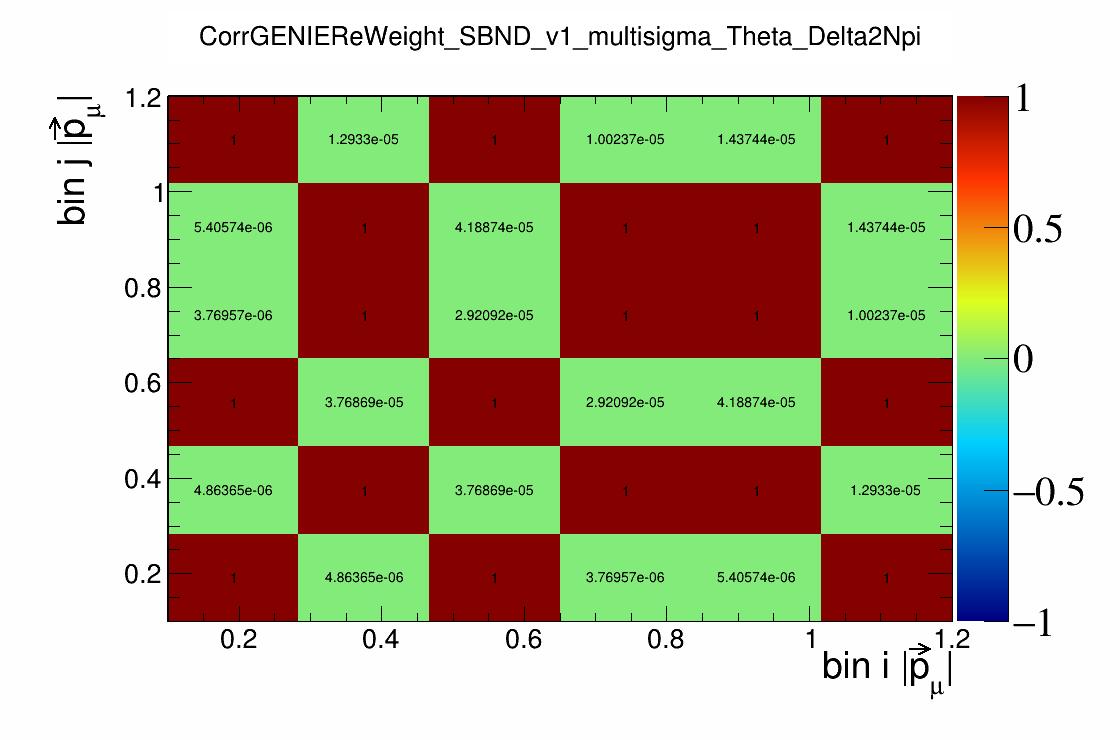 CorrGENIEReWeight_SBND_v1_multisigma_Theta_Delta2Npi
bin j |p⃗μ|
1.2
1
0.8
0.6
0.4
0.2
1 1.2933e-05 1 1.00237e-05 1.43744e-05 1
5.40574e-06 1 4.18874e-05 1 1 1.43744e-05
3.76957e-06 1 2.92092e-05 1 1 1.00237e-05
1 3.76869e-05 1 2.92092e-05 4.18874e-05 1
4.86365e-06 1 3.76869e-05 1 1 1.2933e-05
1 4.86365e-06 1 3.76957e-06 5.40574e-06 1
0.2 0.4 0.6 0.8 1 1.2
bin i |p⃗μ|
1
0.5
0
−0.5
−1